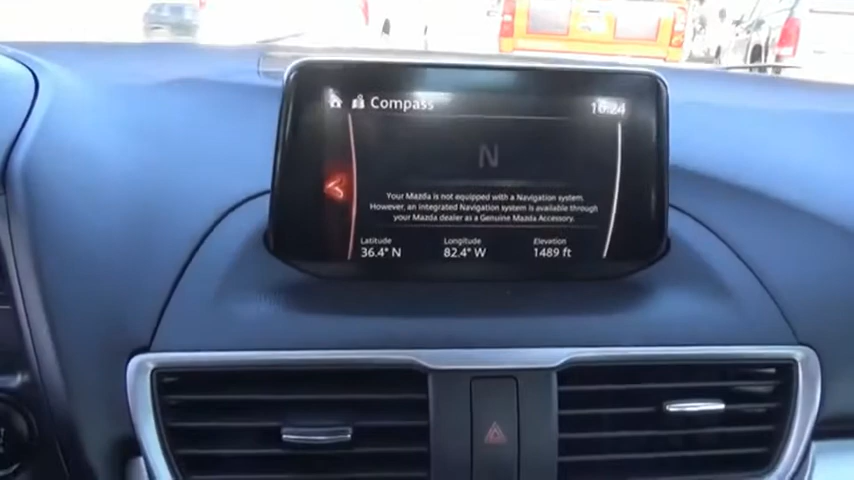 Compass 16:24
N
Your Mazda is not equipped with a Navigation system.
However, an integrated Navigation system is available through
your Mazda dealer as a Genuine Mazda Accessory.
Latitude Longitude Elevation
36.4° N 82.4° W 1489 ft